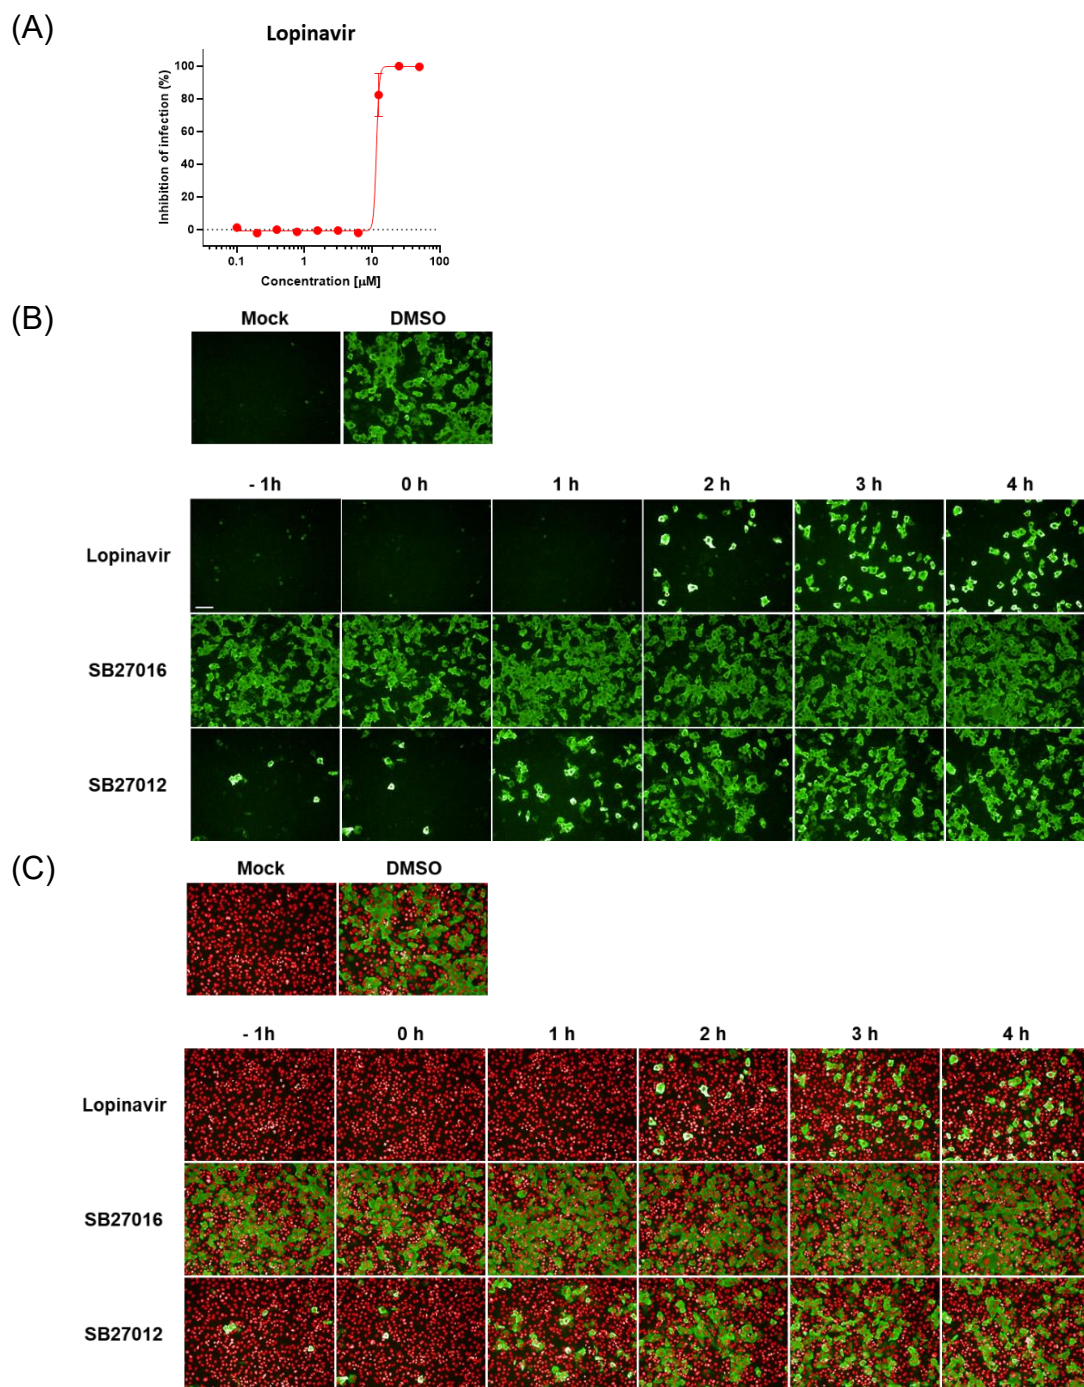 (A)
Lopinavir
Inhibition of infection (%)
100
80
60
40
20
0
0.1 1 10 100
Concentration [μM]
(B)
Mock DMSO
- 1h 0 h 1 h 2 h 3 h 4 h
Lopinavir
SB27016
SB27012
(C)
Mock DMSO
- 1h 0 h 1 h 2 h 3 h 4 h
Lopinavir
SB27016
SB27012